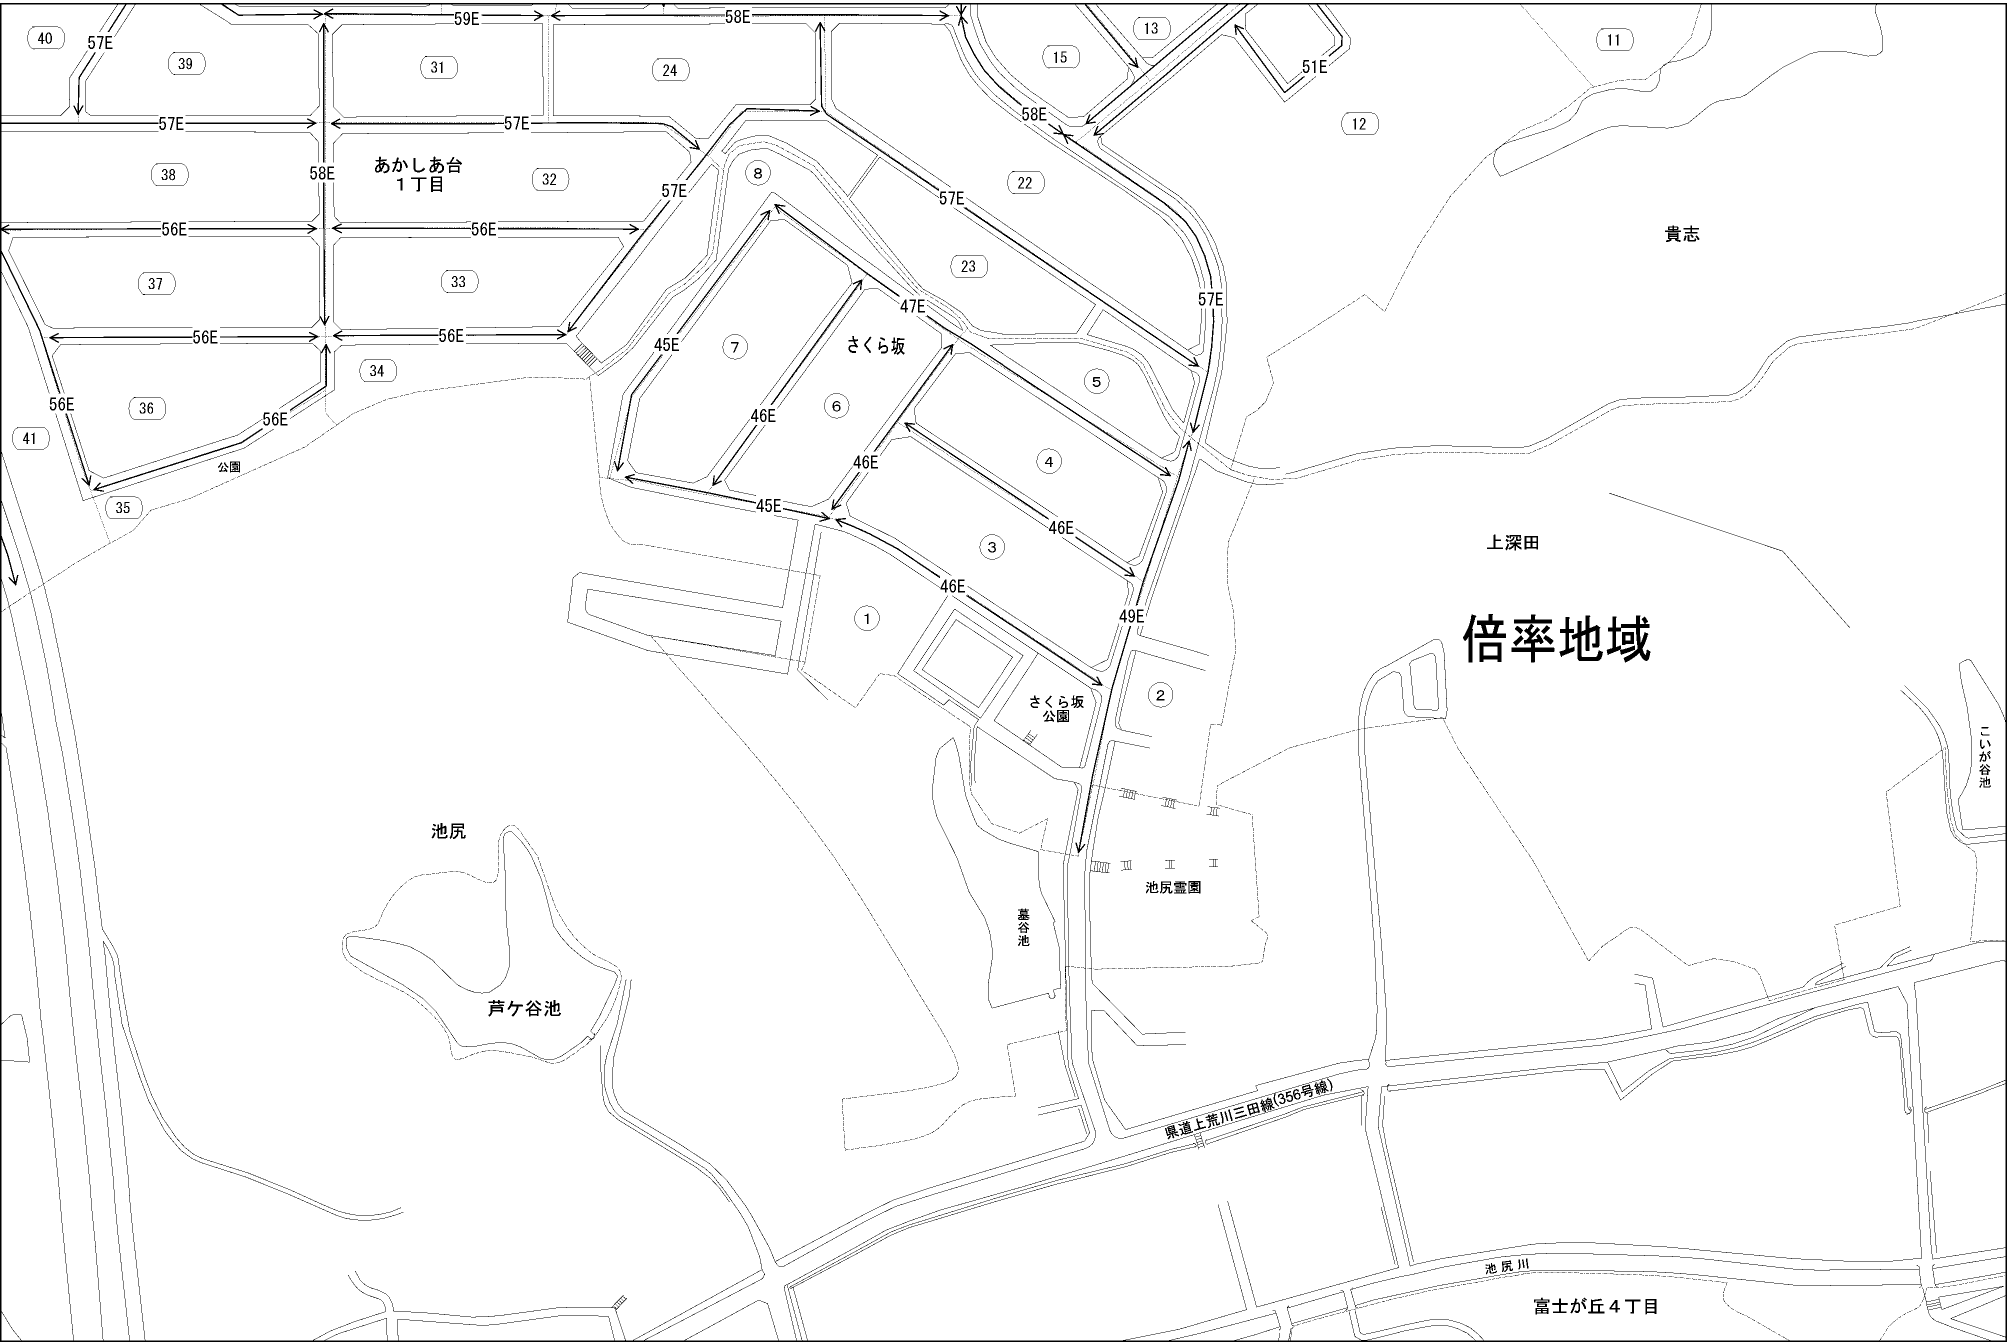 59E
58E
40
57E
39
31
24
15
13
51E
11
57E
57E
58E
12
38
58E
あかしあ台
1丁目
32
8
57E
57E
22
56E
56E
貴志
37
33
23
57E
47E
56E
56E
45E
7
さくら坂
34
5
56E
36
56E
46E
6
41
公園
46E
4
35
45E
46E
3
上深田
46E
49E
1
倍率地域
2
さくら坂
公園
こいが谷池
池尻
池尻霊園
墓谷池
芦ケ谷池
県道上荒川三田線(356号線)
池尻川
富士が丘4丁目